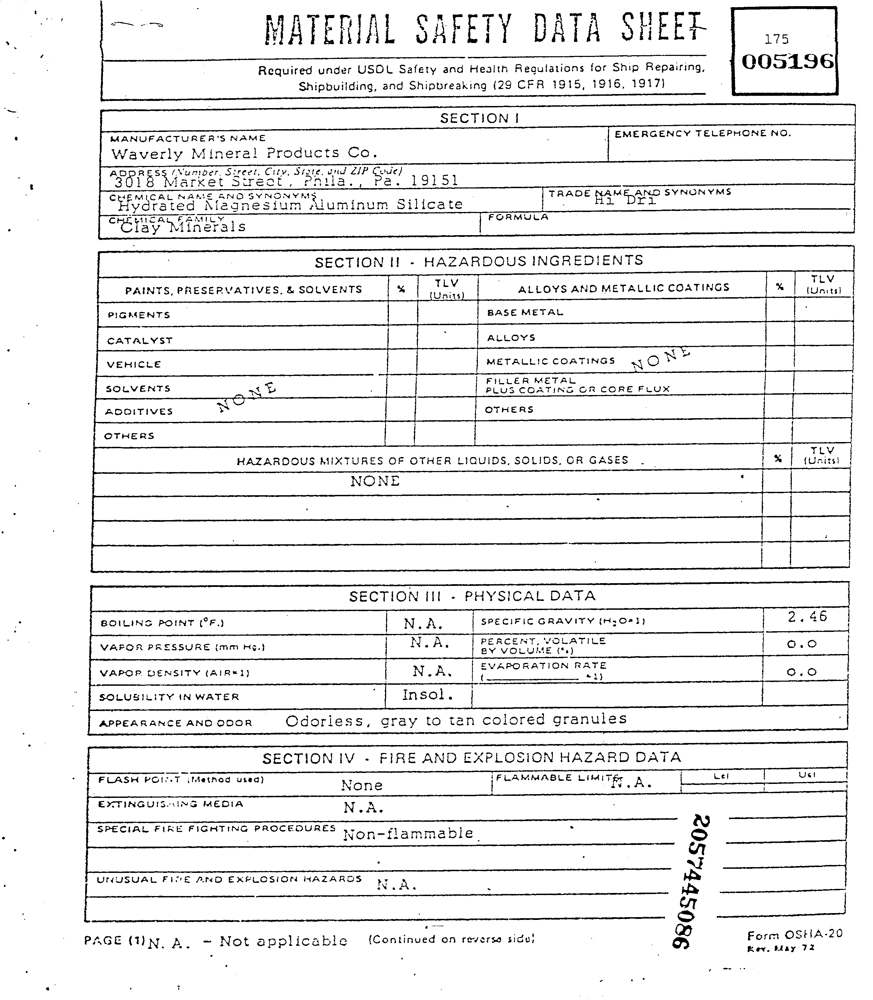 MATERIAL SAFETY DATA SHEET
175
005196
Required under USDL Safety and Health Regulations for Ship Repairing,
Shipbuilding, and Shipbreaking (29 CFR 1915, 1916, 1917)
SECTION I
MANUFACTURER'S NAME
EMERGENCY TELEPHONE NO.
Waverly Mineral Products Co.
ADDRESS (Number, Street, City, State, and ZIP Code)
3018 Market Street, Phila., Pa. 19151
CHEMICAL NAME AND SYNONYMS
TRADE NAME AND SYNONYMS
Hydrated Magnesium Aluminum Silicate
Hi Dri
CHEMICAL FAMILY
FORMULA
Clay Minerals
SECTION II - HAZARDOUS INGREDIENTS
PAINTS, PRESERVATIVES, & SOLVENTS % TLV (Units) ALLOYS AND METALLIC COATINGS % TLV (Units)
PIGMENTS BASE METAL
CATALYST ALLOYS
VEHICLE METALLIC COATINGS NONE
SOLVENTS NONE FILLER METAL PLUS COATING OR CORE FLUX
ADDITIVES OTHERS
OTHERS
HAZARDOUS MIXTURES OF OTHER LIQUIDS, SOLIDS, OR GASES % TLV (Units)
NONE
SECTION III - PHYSICAL DATA
BOILING POINT (°F.) N.A. SPECIFIC GRAVITY (H2O=1) 2.46
VAPOR PRESSURE (mm Hg.) N.A. PERCENT, VOLATILE BY VOLUME (%) 0.0
VAPOR DENSITY (AIR=1) N.A. EVAPORATION RATE (_____ =1) 0.0
SOLUBILITY IN WATER Insol.
APPEARANCE AND ODOR Odorless, gray to tan colored granules
SECTION IV - FIRE AND EXPLOSION HAZARD DATA
FLASH POINT (Method used) None FLAMMABLE LIMITS N.A. Lel Uel
EXTINGUISHING MEDIA N.A.
SPECIAL FIRE FIGHTING PROCEDURES Non-flammable
UNUSUAL FIRE AND EXPLOSION HAZARDS N.A.
2057445086
PAGE (1) N.A. - Not applicable (Continued on reverse side) Form OSHA-20
Rev. May 72